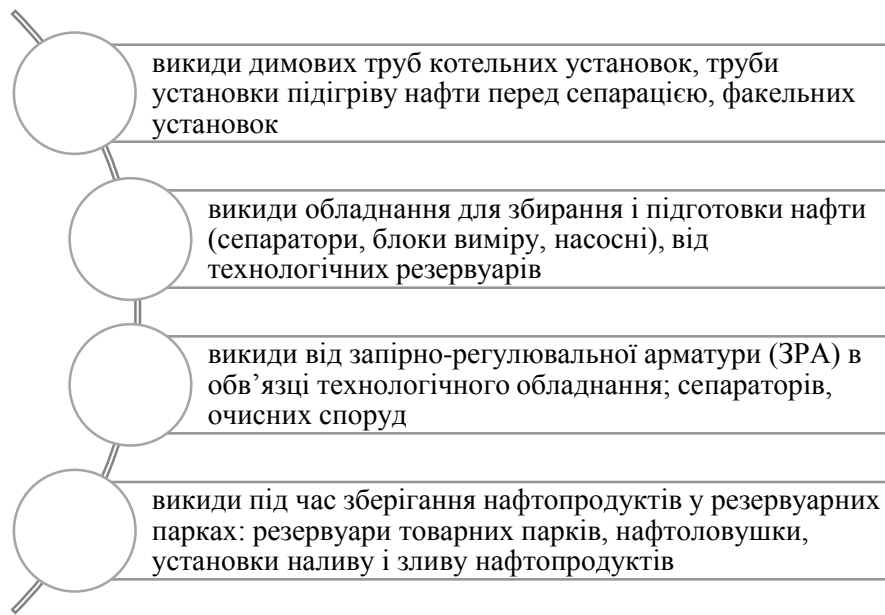 викиди димових труб котельних установок, труби
установки підігріву нафти перед сепарацією, факельних
установок
викиди обладнання для збирання і підготовки нафти
(сепаратори, блоки виміру, насосні), від
технологічних резервуарів
викиди від запірно-регулювальної арматури (ЗРА) в
обв’язці технологічного обладнання; сепараторів,
очисних споруд
викиди під час зберігання нафтопродуктів у резервуарних
парках: резервуари товарних парків, нафтоловушки,
установки наливу і зливу нафтопродуктів